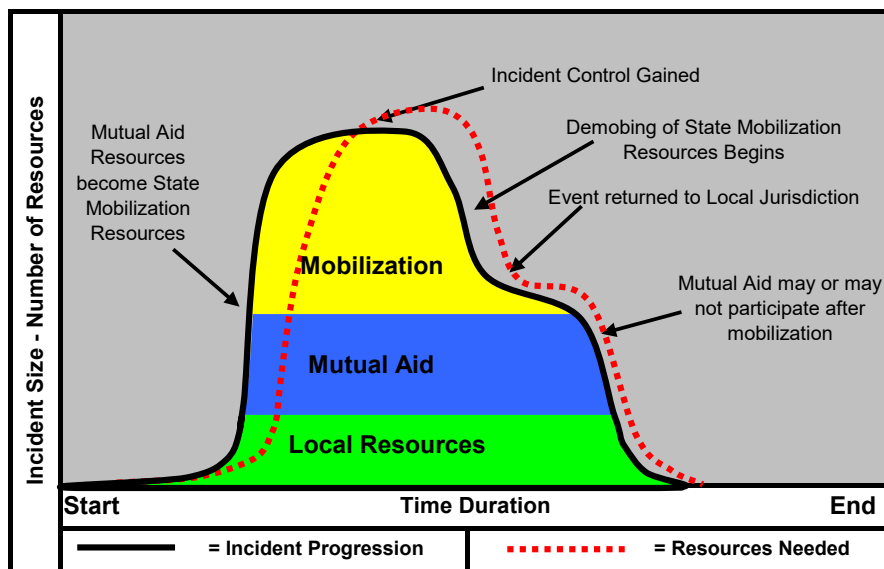 Incident Size - Number of Resources
Mutual Aid
Resources
become State
Mobilization
Resources
Incident Control Gained
Demobing of State Mobilization
Resources Begins
Event returned to Local Jurisdiction
Mutual Aid may or may
not participate after
mobilization
Mobilization
Mutual Aid
Local Resources
Start
Time Duration
End
= Incident Progression
= Resources Needed